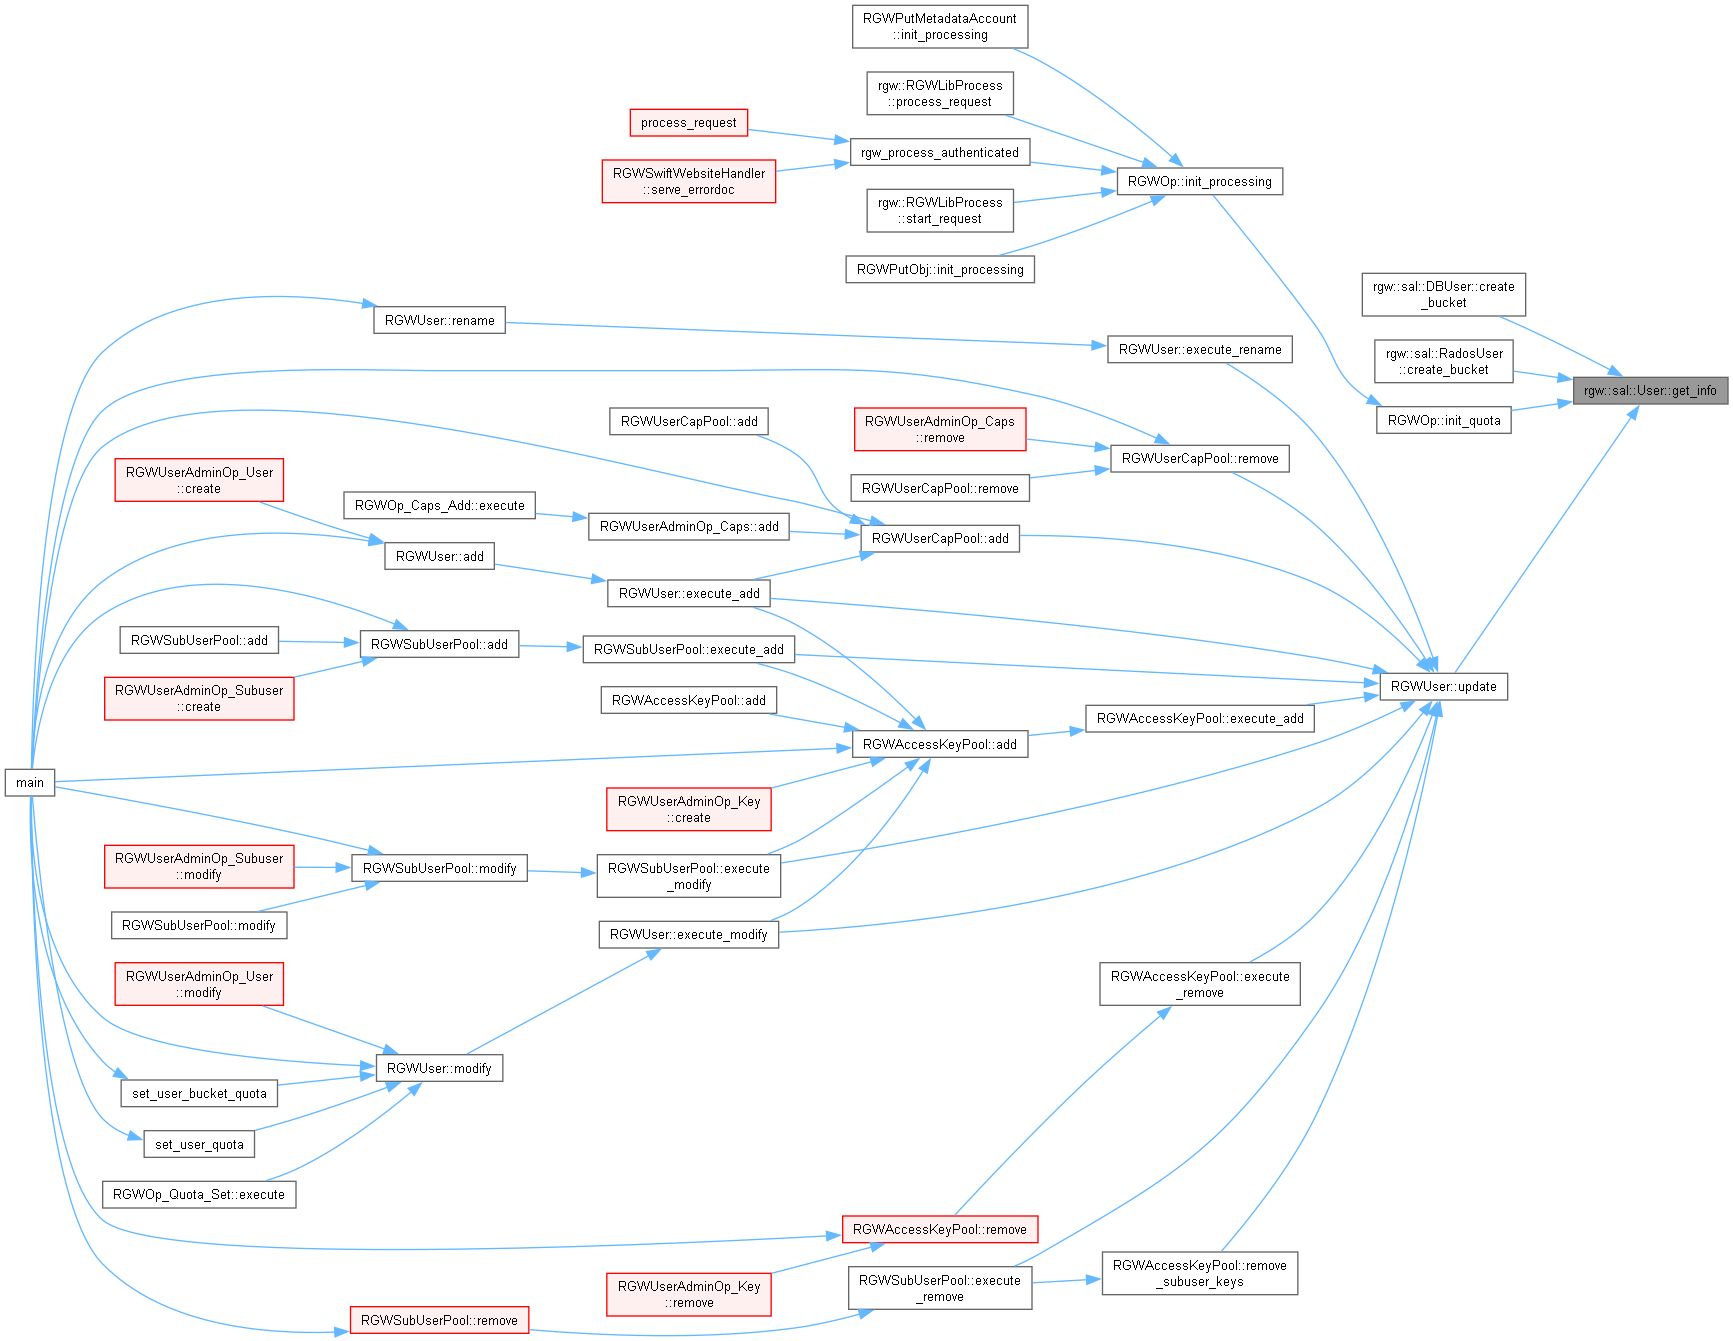 RGWPutMetadataAccount
::init_processing
rgw::RGWLibProcess
::process_request
process_request
rgw_process_authenticated
RGWSwiftWebsiteHandler
::serve_errordoc
RGWOp::init_processing
rgw::RGWLibProcess
::start_request
RGWPutObj::init_processing
rgw::sal::DBUser::create
_bucket
RGWUser::rename
RGWUser::execute_rename
rgw::sal::RadosUser
::create_bucket
rgw::sal::User::get_info
RGWUserCapPool::add
RGWUserAdminOp_Caps
::remove
RGWOp::init_quota
RGWUserCapPool::remove
RGWUserAdminOp_User
::create
RGWUserCapPool::remove
RGWOp_Caps_Add::execute
RGWUserAdminOp_Caps::add
RGWUserCapPool::add
RGWUser::add
RGWUser::execute_add
RGWSubUserPool::add
RGWSubUserPool::add
RGWSubUserPool::execute_add
RGWUserAdminOp_Subuser
::create
RGWAccessKeyPool::add
RGWUser::update
RGWAccessKeyPool::execute_add
RGWAccessKeyPool::add
main
RGWUserAdminOp_Key
::create
RGWUserAdminOp_Subuser
::modify
RGWSubUserPool::modify
RGWSubUserPool::execute
_modify
RGWSubUserPool::modify
RGWUser::execute_modify
RGWUserAdminOp_User
::modify
RGWAccessKeyPool::execute
_remove
RGWUser::modify
set_user_bucket_quota
set_user_quota
RGWOp_Quota_Set::execute
RGWAccessKeyPool::remove
RGWUserAdminOp_Key
::remove
RGWSubUserPool::execute
_remove
RGWAccessKeyPool::remove
_subuser_keys
RGWSubUserPool::remove